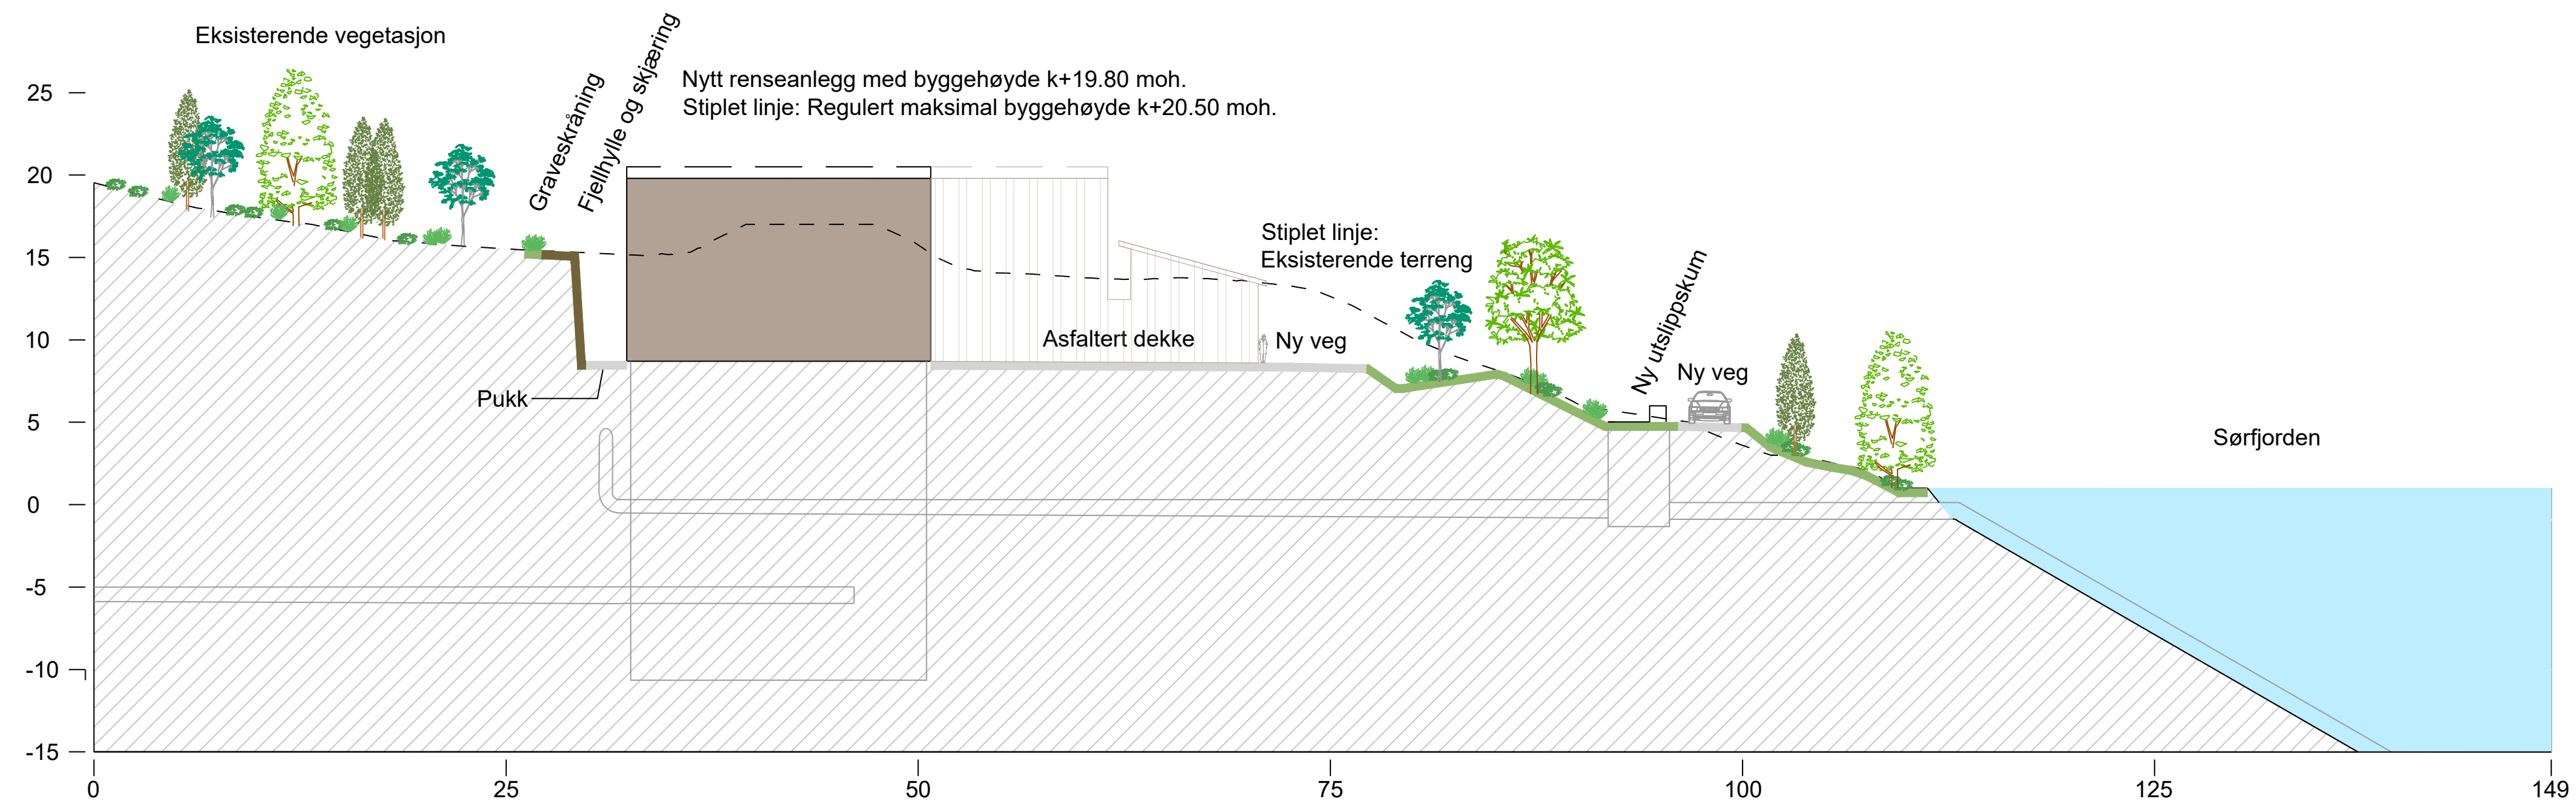 Eksisterende vegetasjon
Graveskråning
Fjellhylle og skjæring
Nytt renseanlegg med byggehøyde k+19.80 moh.
Stiplet linje: Regulert maksimal byggehøyde k+20.50 moh.
Stiplet linje:
Eksisterende terreng
Asfaltert dekke
Ny veg
Ny utslippskum
Ny veg
Pukk
Sørfjorden
25
20
15
10
5
0
-5
-10
-15
0
25
50
75
100
125
149